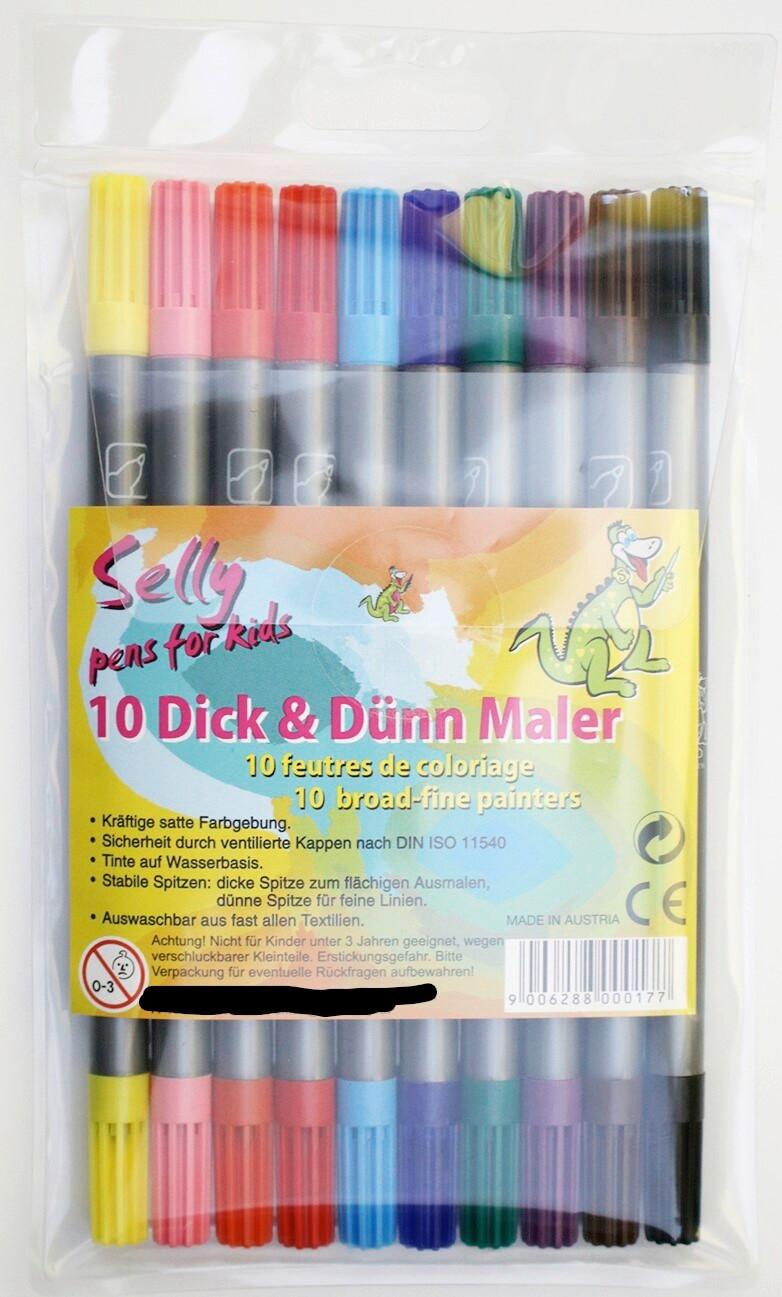 Selly
pens for kids
10 Dick & Dünn Maler
10 feutres de coloriage
10 broad-fine painters
• Kräftige satte Farbgebung.
• Sicherheit durch ventilierte Kappen nach DIN ISO 11540
• Tinte auf Wasserbasis.
• Stabile Spitzen: dicke Spitze zum flächigen Ausmalen,
dünne Spitze für feine Linien.
• Auswaschbar aus fast allen Textilien.
MADE IN AUSTRIA
CE
0-3
Achtung! Nicht für Kinder unter 3 Jahren geeignet, wegen
verschluckbarer Kleinteile. Erstickungsgefahr. Bitte
Verpackung für eventuelle Rückfragen aufbewahren!
9 006288 000177